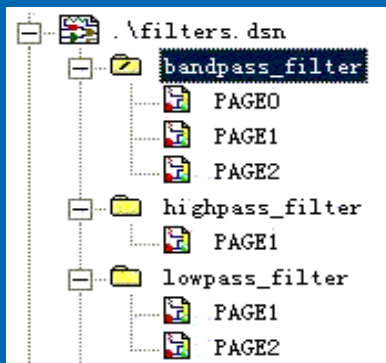 .\filters.dsn
bandpass_filter
PAGE0
PAGE1
PAGE2
highpass_filter
PAGE1
lowpass_filter
PAGE1
PAGE2